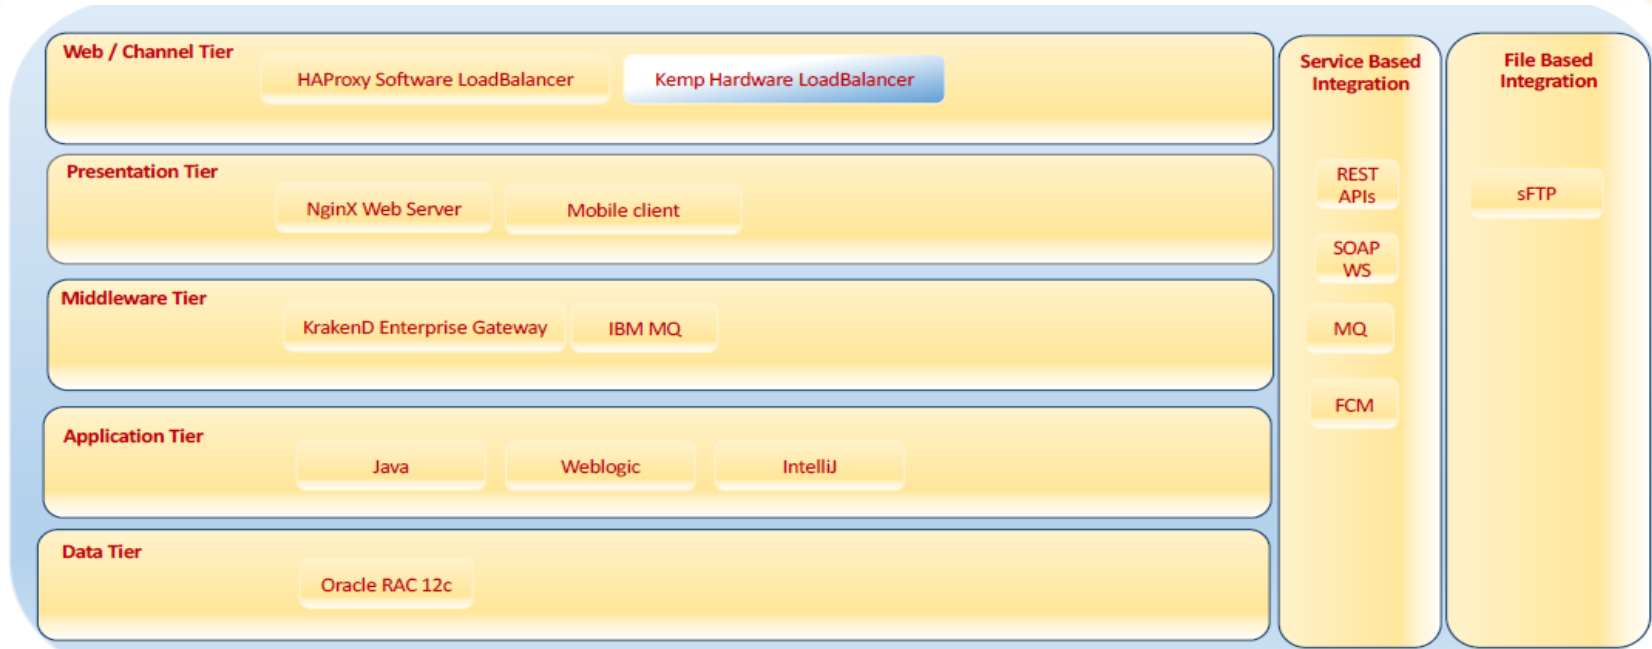 Web / Channel Tier
HAProxy Software LoadBalancer
Kemp Hardware LoadBalancer
Presentation Tier
NginX Web Server
Mobile client
Middleware Tier
KrakenD Enterprise Gateway
IBM MQ
Application Tier
Java
Weblogic
IntelliJ
Data Tier
Oracle RAC 12c
Service Based
Integration
REST
APIs
SOAP
WS
MQ
FCM
File Based
Integration
sFTP